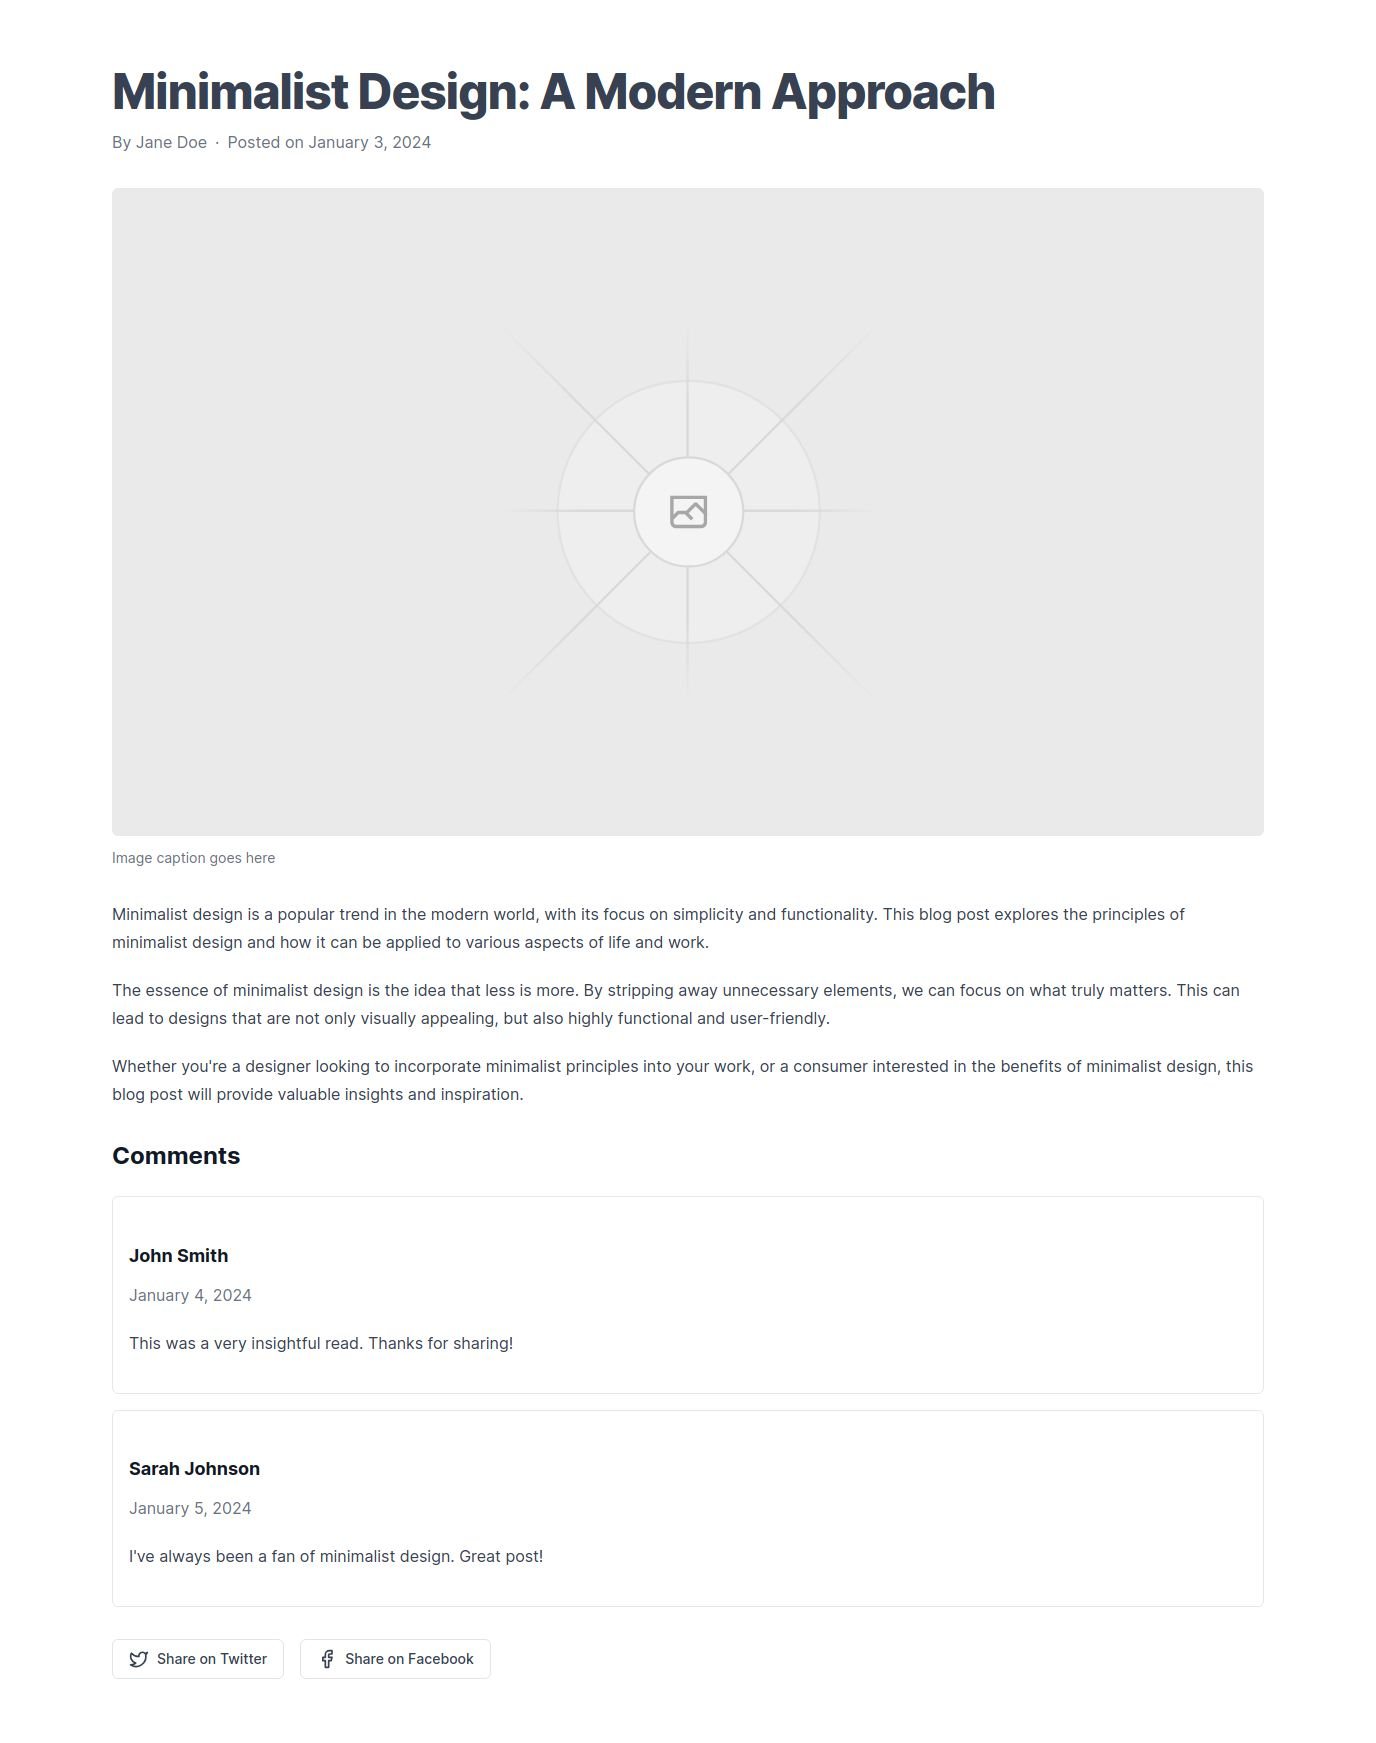 Minimalist Design: A Modern Approach
By Jane Doe · Posted on January 3, 2024
Image caption goes here
Minimalist design is a popular trend in the modern world, with its focus on simplicity and functionality. This blog post explores the principles of
minimalist design and how it can be applied to various aspects of life and work.
The essence of minimalist design is the idea that less is more. By stripping away unnecessary elements, we can focus on what truly matters. This can
lead to designs that are not only visually appealing, but also highly functional and user-friendly.
Whether you're a designer looking to incorporate minimalist principles into your work, or a consumer interested in the benefits of minimalist design, this
blog post will provide valuable insights and inspiration.
Comments
John Smith
January 4, 2024
This was a very insightful read. Thanks for sharing!
Sarah Johnson
January 5, 2024
I've always been a fan of minimalist design. Great post!
Share on Twitter
Share on Facebook